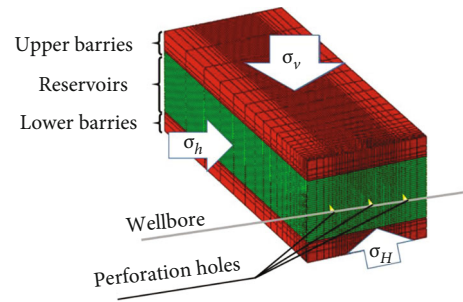 Upper barries
σv
Reservoirs
Lower barries
σh
Wellbore
σH
Perforation holes